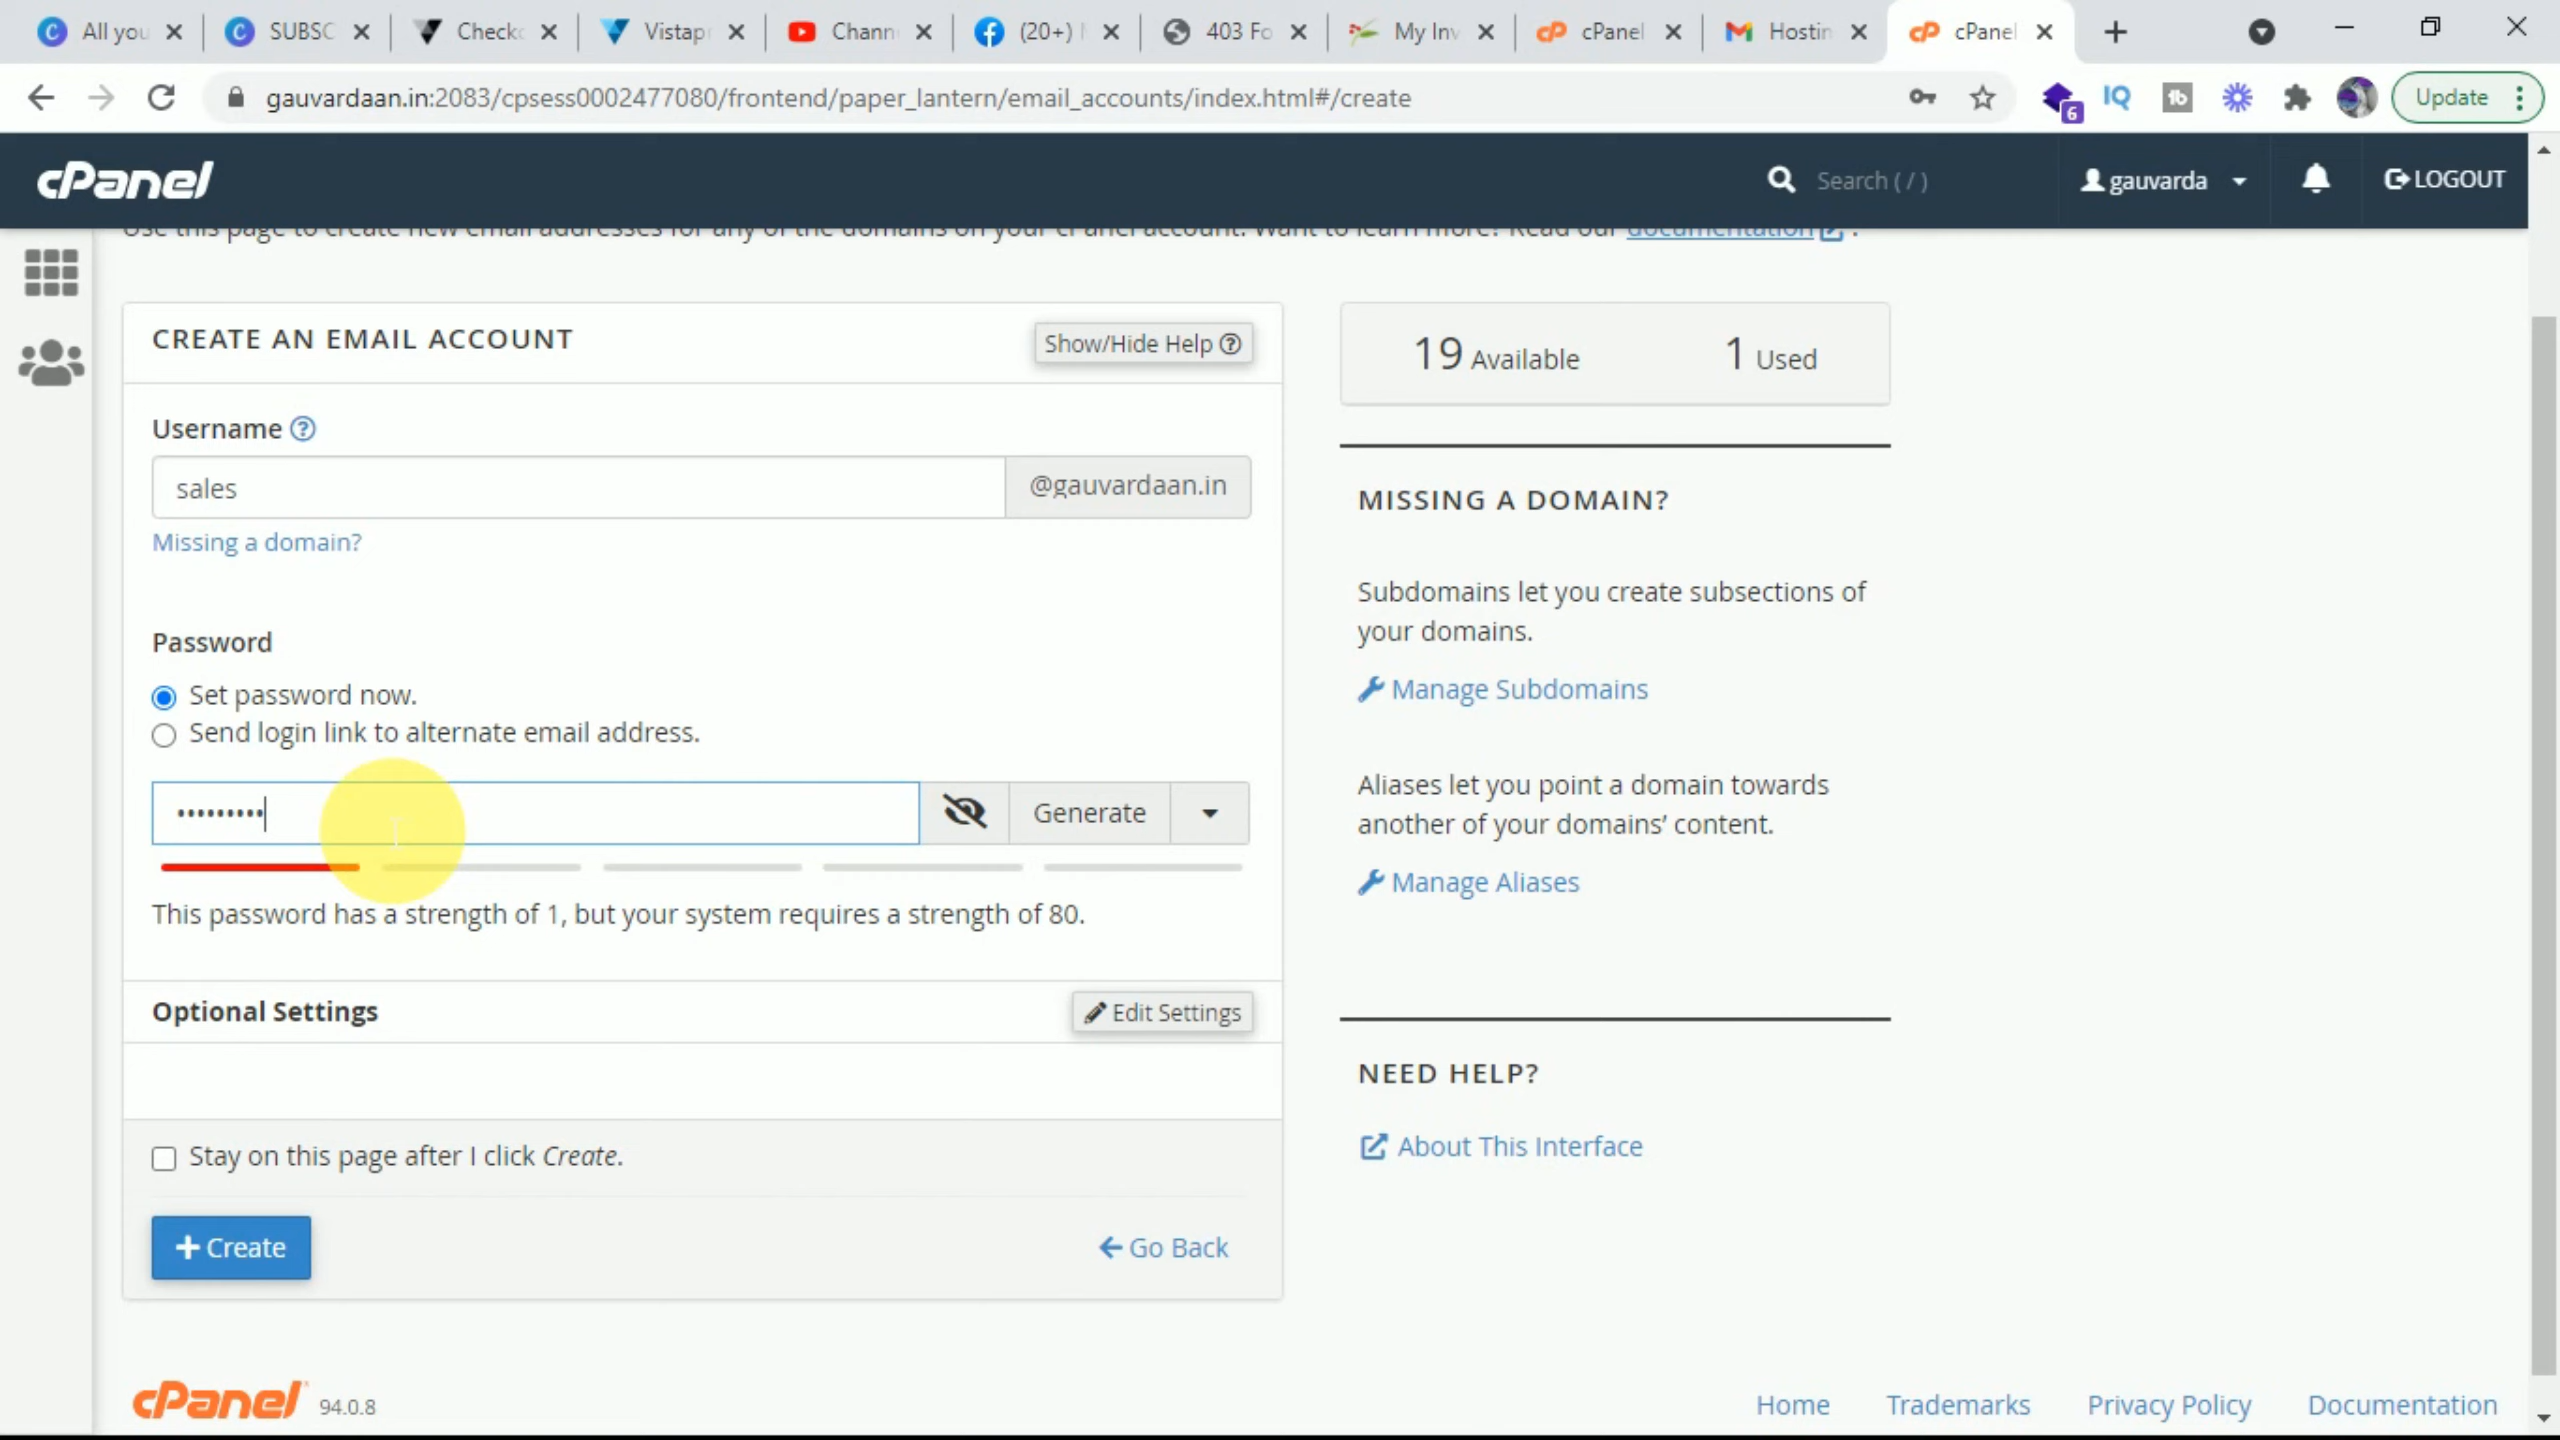 All you
SUBSC
Check
Vistap
Chann
(20+)
403 Fo
My Inv
cPanel
Hostin
cPanel
gauvardaan.in:2083/cpsess0002477080/frontend/paper_lantern/email_accounts/index.html#/create
IQ
6
Update
cPanel
Search ( / )
gauvarda
LOGOUT
Use this page to create new email addresses for any of the domains on your cPanel account. Want to learn more? Read our documentation .
CREATE AN EMAIL ACCOUNT
Show/Hide Help
Username
sales
@gauvardaan.in
Missing a domain?
Password
Set password now.
Send login link to alternate email address.
•••••••••
Generate
This password has a strength of 1, but your system requires a strength of 80.
Optional Settings
Edit Settings
Stay on this page after I click Create.
Create
Go Back
19 Available
1 Used
MISSING A DOMAIN?
Subdomains let you create subsections of
your domains.
Manage Subdomains
Aliases let you point a domain towards
another of your domains’ content.
Manage Aliases
NEED HELP?
About This Interface
cPanel 94.0.8
Home
Trademarks
Privacy Policy
Documentation